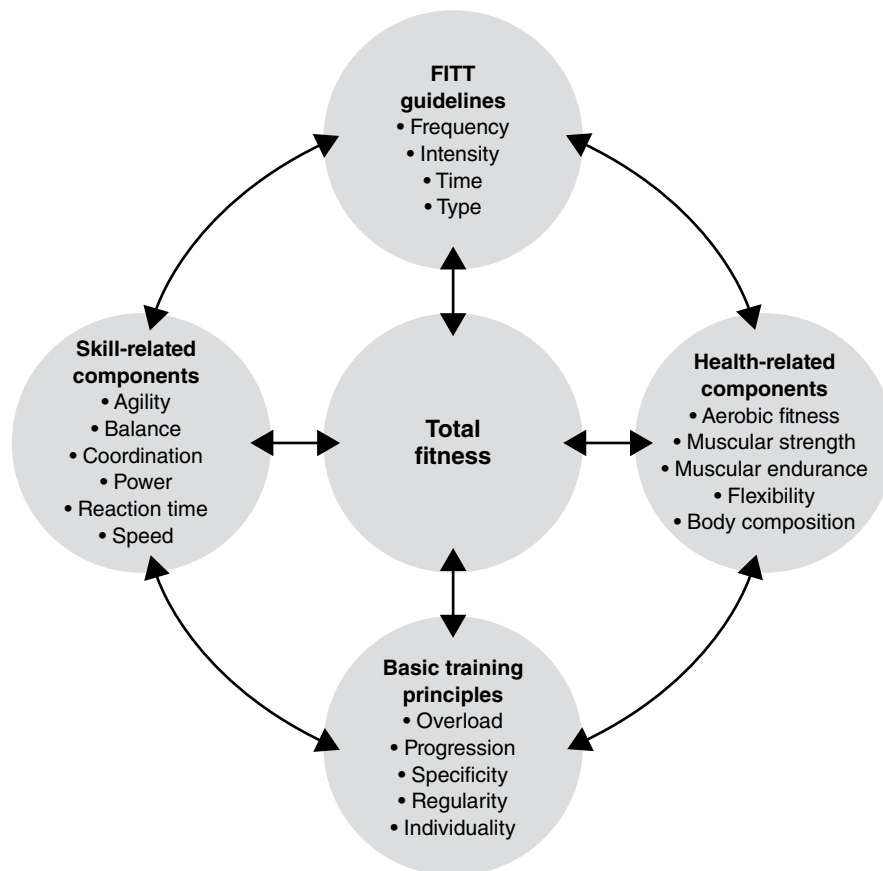 FITT
guidelines
• Frequency
• Intensity
• Time
• Type
Skill-related
components
• Agility
• Balance
• Coordination
• Power
• Reaction time
• Speed
Total
fitness
Health-related
components
• Aerobic fitness
• Muscular strength
• Muscular endurance
• Flexibility
• Body composition
Basic training
principles
• Overload
• Progression
• Specificity
• Regularity
• Individuality